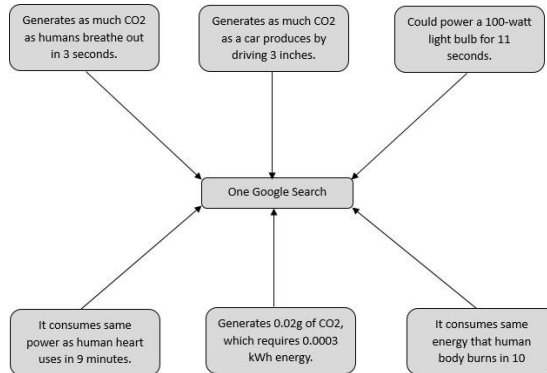 Generates as much CO2
as humans breathe out
in 3 seconds.
Generates as much CO2
as a car produces by
driving 3 inches.
Could power a 100-watt
light bulb for 11
seconds.
One Google Search
It consumes same
power as human heart
uses in 9 minutes.
Generates 0.02g of CO2,
which requires 0.0003
kWh energy.
It consumes same
energy that human
body burns in 10